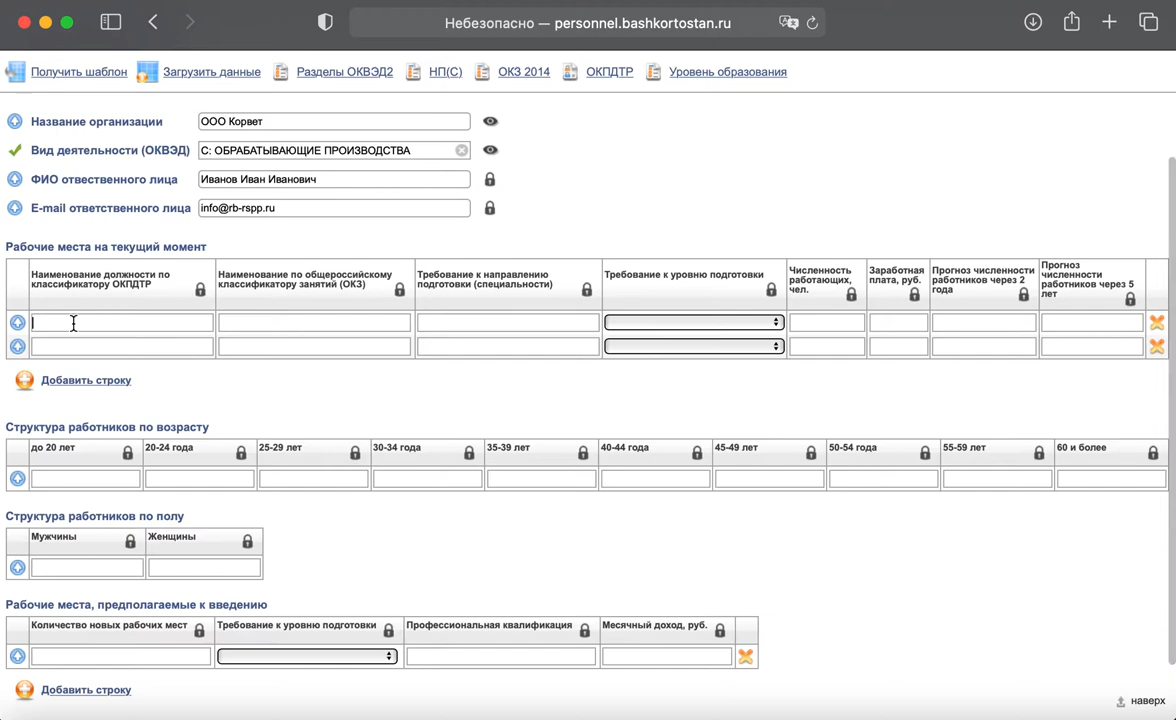 Небезопасно — personnel.bashkortostan.ru
Получить шаблон Загрузить данные Разделы ОКВЭД2 НП(С) ОКЗ 2014 ОКПДТР Уровень образования
Название организации ООО Корвет
Вид деятельности (ОКВЭД) C: ОБРАБАТЫВАЮЩИЕ ПРОИЗВОДСТВА
ФИО отвественного лица Иванов Иван Иванович
E-mail ответственного лица info@rb-rspp.ru
Рабочие места на текущий момент
Наименование должности по классификатору ОКПДТР
Наименование по общероссийскому классификатору занятий (ОКЗ)
Требование к направлению подготовки (специальности)
Требование к уровню подготовки
Численность работающих, чел.
Заработная плата, руб.
Прогноз численности работников через 2 года
Прогноз численности работников через 5 лет
Добавить строку
Структура работников по возрасту
до 20 лет 20-24 года 25-29 лет 30-34 года 35-39 лет 40-44 года 45-49 лет 50-54 года 55-59 лет 60 и более
Структура работников по полу
Мужчины Женщины
Рабочие места, предполагаемые к введению
Количество новых рабочих мест Требование к уровню подготовки Профессиональная квалификация Месячный доход, руб.
Добавить строку
наверх